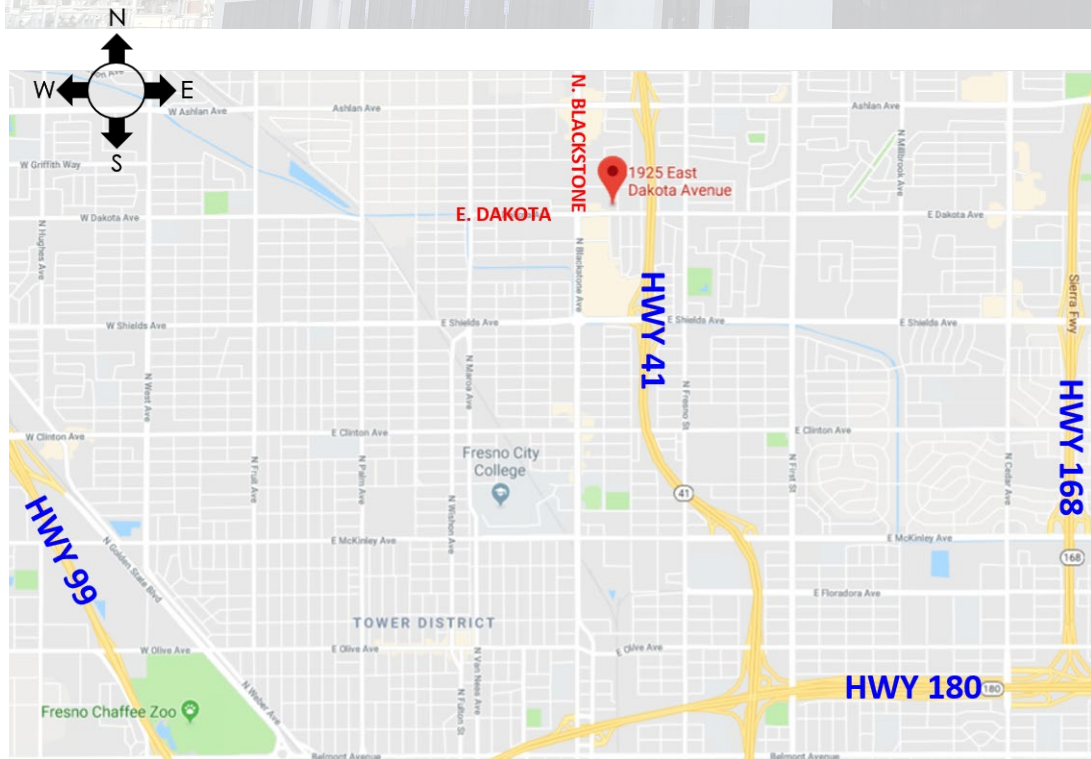 N
W
E
S
W Ashlan Ave
Ashlan Ave
Ashlan Ave
N. BLACKSTONE
N Millbrook Ave
W Griffith Way
1925 East
Dakota Avenue
W Dakota Ave
E. DAKOTA
E Dakota Ave
N Hughes Ave
N Blackstone Ave
HWY 41
Sierra Fwy
W Shields Ave
E Shields Ave
E Shields Ave
E Shields Ave
N Maroa Ave
N West Ave
N Fresno St
HWY 168
W Clinton Ave
E Clinton Ave
E Clinton Ave
Fresno City
College
N Fruit Ave
N Palm Ave
N First St
N Cedar Ave
41
HWY 99
N Wishon Ave
N Golden State Blvd
E McKinley Ave
E McKinley Ave
168
E Floradora Ave
TOWER DISTRICT
W Olive Ave
E Olive Ave
E Olive Ave
N Van Ness Ave
N Weber Ave
N Fulton St
HWY 180
180
Fresno Chaffee Zoo
Belmont Avenue
Belmont Avenue